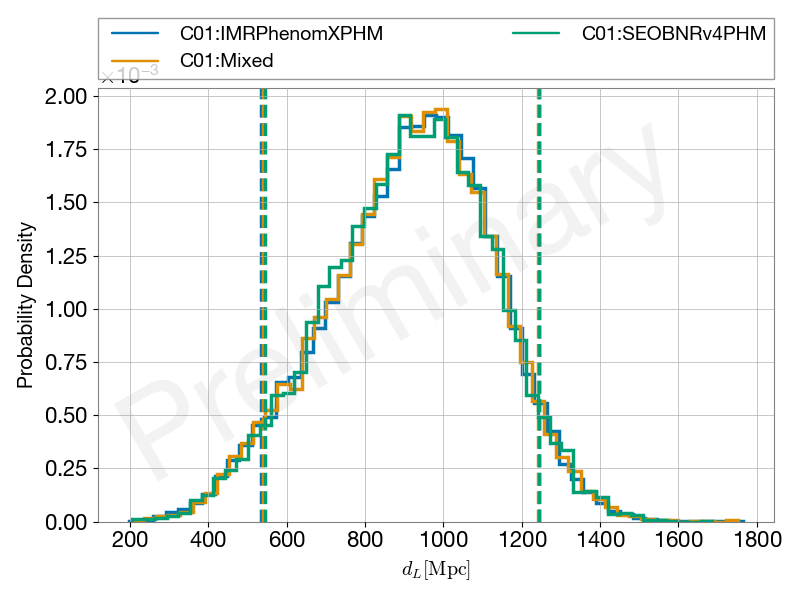 C01:IMRPhenomXPHM
C01:Mixed
C01:SEOBNRv4PHM
×10⁻³
2.00
1.75
1.50
1.25
1.00
0.75
0.50
0.25
0.00
Probability Density
Preliminary
200 400 600 800 1000 1200 1400 1600 1800
d_L[Mpc]